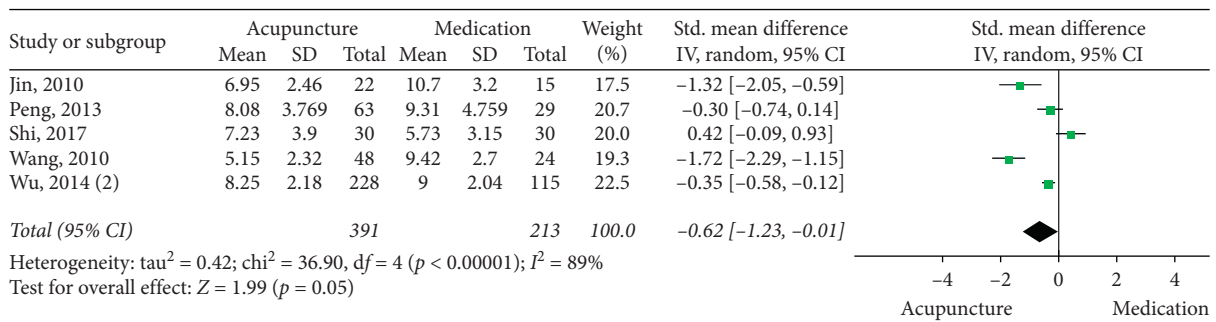 Study or subgroup Acupuncture Medication Weight (%) Std. mean difference IV, random, 95% CI Std. mean difference IV, random, 95% CI
Mean SD Total Mean SD Total
Jin, 2010 6.95 2.46 22 10.7 3.2 15 17.5 –1.32 [–2.05, –0.59]
Peng, 2013 8.08 3.769 63 9.31 4.759 29 20.7 –0.30 [–0.74, 0.14]
Shi, 2017 7.23 3.9 30 5.73 3.15 30 20.0 0.42 [–0.09, 0.93]
Wang, 2010 5.15 2.32 48 9.42 2.7 24 19.3 –1.72 [–2.29, –1.15]
Wu, 2014 (2) 8.25 2.18 228 9 2.04 115 22.5 –0.35 [–0.58, –0.12]
Total (95% CI) 391 213 100.0 –0.62 [–1.23, –0.01]
Heterogeneity: tau² = 0.42; chi² = 36.90, df = 4 (p < 0.00001); I² = 89%
Test for overall effect: Z = 1.99 (p = 0.05)
–4 –2 0 2 4
Acupuncture Medication